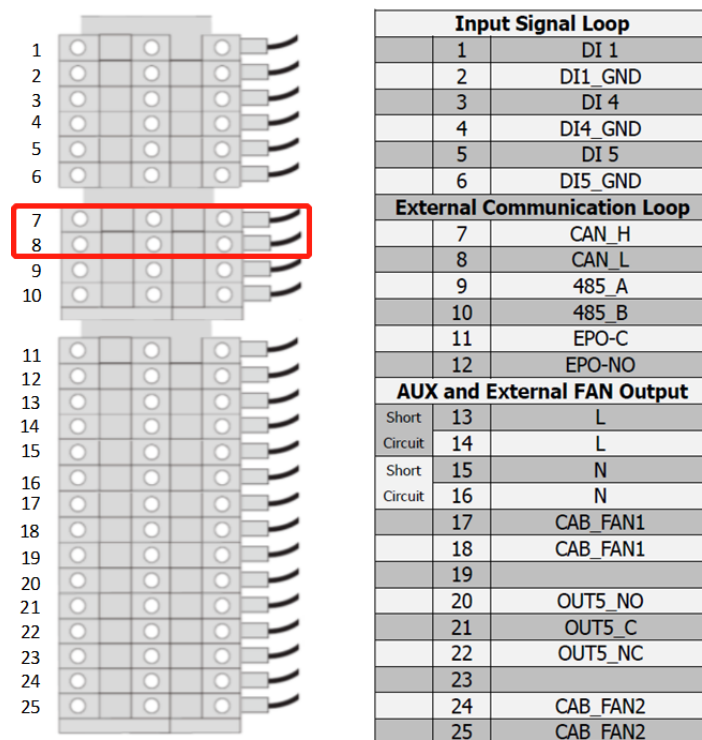 1
2
3
4
5
6
7
8
9
10
11
12
13
14
15
16
17
18
19
20
21
22
23
24
25
Input Signal Loop
1 DI 1
2 DI1_GND
3 DI 4
4 DI4_GND
5 DI 5
6 DI5_GND
External Communication Loop
7 CAN_H
8 CAN_L
9 485_A
10 485_B
11 EPO-C
12 EPO-NO
AUX and External FAN Output
Short 13 L
Circuit 14 L
Short 15 N
Circuit 16 N
17 CAB_FAN1
18 CAB_FAN1
19
20 OUT5_NO
21 OUT5_C
22 OUT5_NC
23
24 CAB_FAN2
25 CAB_FAN2